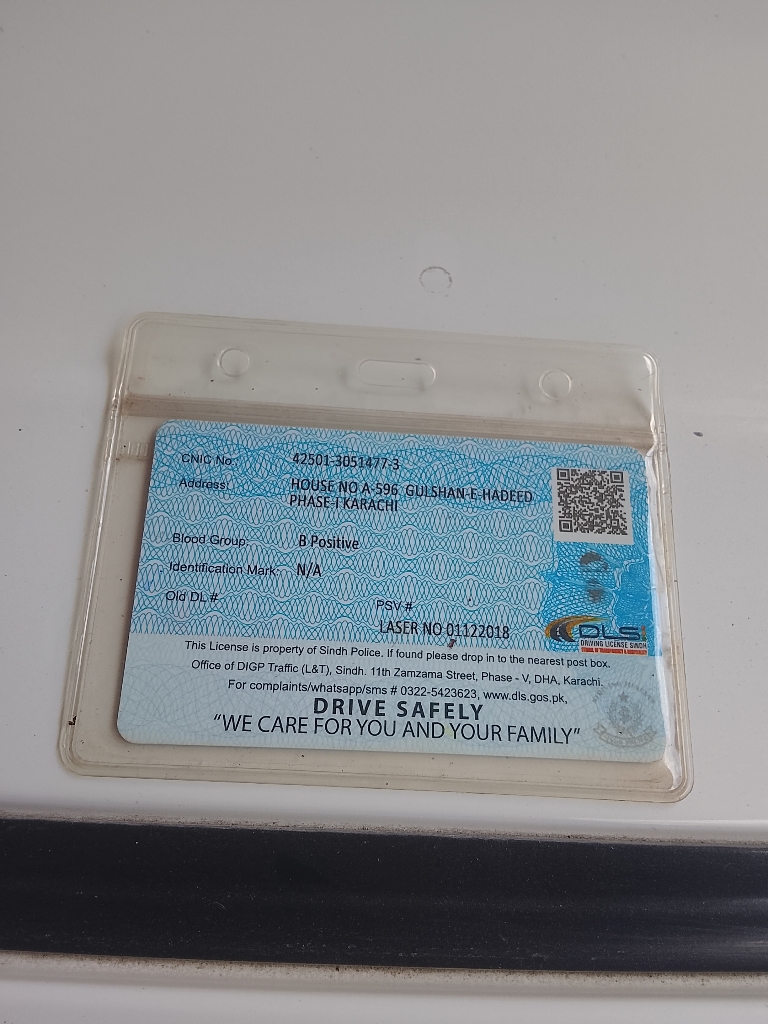 CNIC No.: 42501-3051477-3
Address: HOUSE NO A-596 GULSHAN-E-HADEED
PHASE-I KARACHI
Blood Group: B Positive
Identification Mark: N/A
Old DL #
PSV #
LASER NO 01122018
DLS
DRIVING LICENSE SINDH
This License is property of Sindh Police. If found please drop in to the nearest post box.
Office of DIGP Traffic (L&T), Sindh. 11th Zamzama Street, Phase - V, DHA, Karachi.
For complaints/whatsapp/sms # 0322-5423623, www.dls.gos.pk,
DRIVE SAFELY
“WE CARE FOR YOU AND YOUR FAMILY”